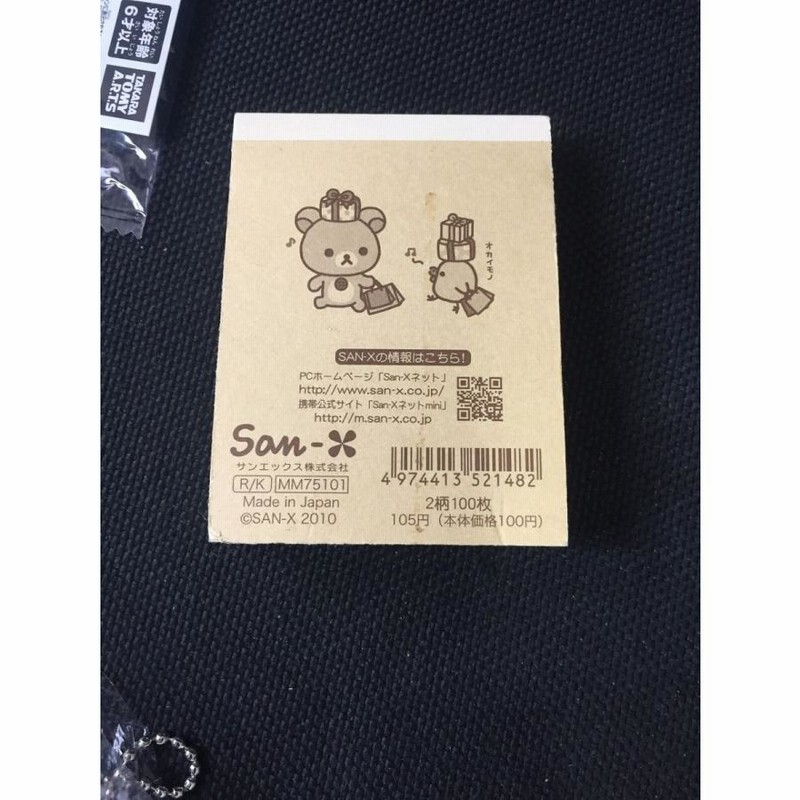 対象年齢
6才以上
TAKARA
TOMY
A.R.T.S
オカイモノ
SAN-Xの情報はこちら!
PCホームページ「San-Xネット」
http://www.san-x.co.jp/
携帯公式サイト「San-Xネットmini」
http://m.san-x.co.jp
San-X
サンエックス株式会社
R/K MM75101
Made in Japan
©SAN-X 2010
4 974413 521482
2柄100枚
105円(本体価格100円)